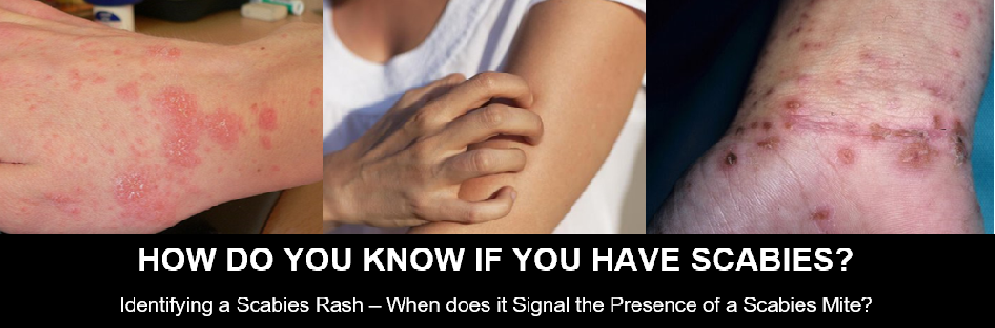 HOW DO YOU KNOW IF YOU HAVE SCABIES?
Identifying a Scabies Rash – When does it Signal the Presence of a Scabies Mite?